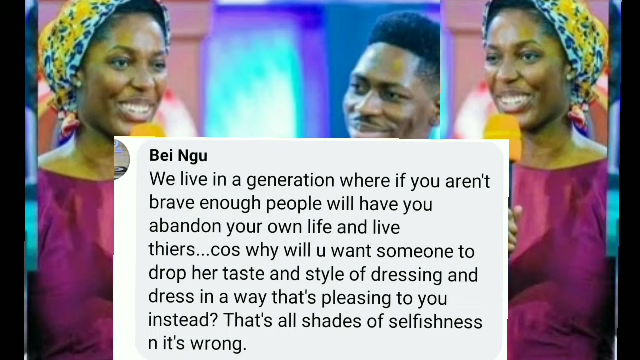 Bei Ngu
We live in a generation where if you aren't
brave enough people will have you
abandon your own life and live
thiers...cos why will u want someone to
drop her taste and style of dressing and
dress in a way that's pleasing to you
instead? That's all shades of selfishness
n it's wrong.